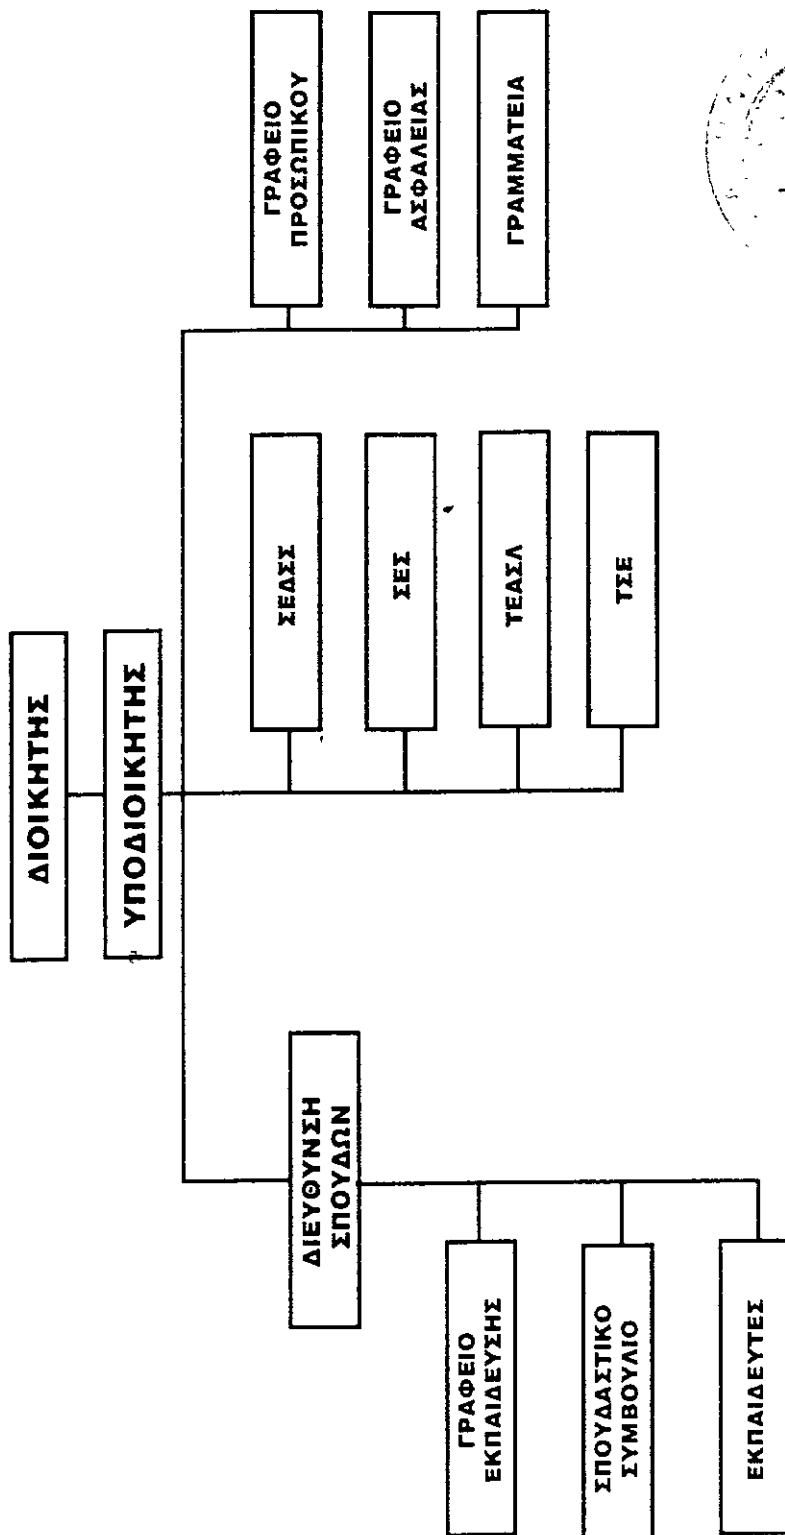 ΔΙΟΙΚΗΤΗΣ
ΥΠΟΔΙΟΙΚΗΤΗΣ
ΔΙΕΥΘΥΝΣΗ
ΣΠΟΥΔΩΝ
ΓΡΑΦΕΙΟ
ΕΚΠΑΙΔΕΥΣΗΣ
ΣΠΟΥΔΑΣΤΙΚΟ
ΣΥΜΒΟΥΛΙΟ
ΕΚΠΑΙΔΕΥΤΕΣ
ΣΕΔΣΣ
ΣΕΣ
ΤΕΑΣΛ
ΤΣΕ
ΓΡΑΦΕΙΟ
ΠΡΟΣΩΠΙΚΟΥ
ΓΡΑΦΕΙΟ
ΑΣΦΑΛΕΙΑΣ
ΓΡΑΜΜΑΤΕΙΑ